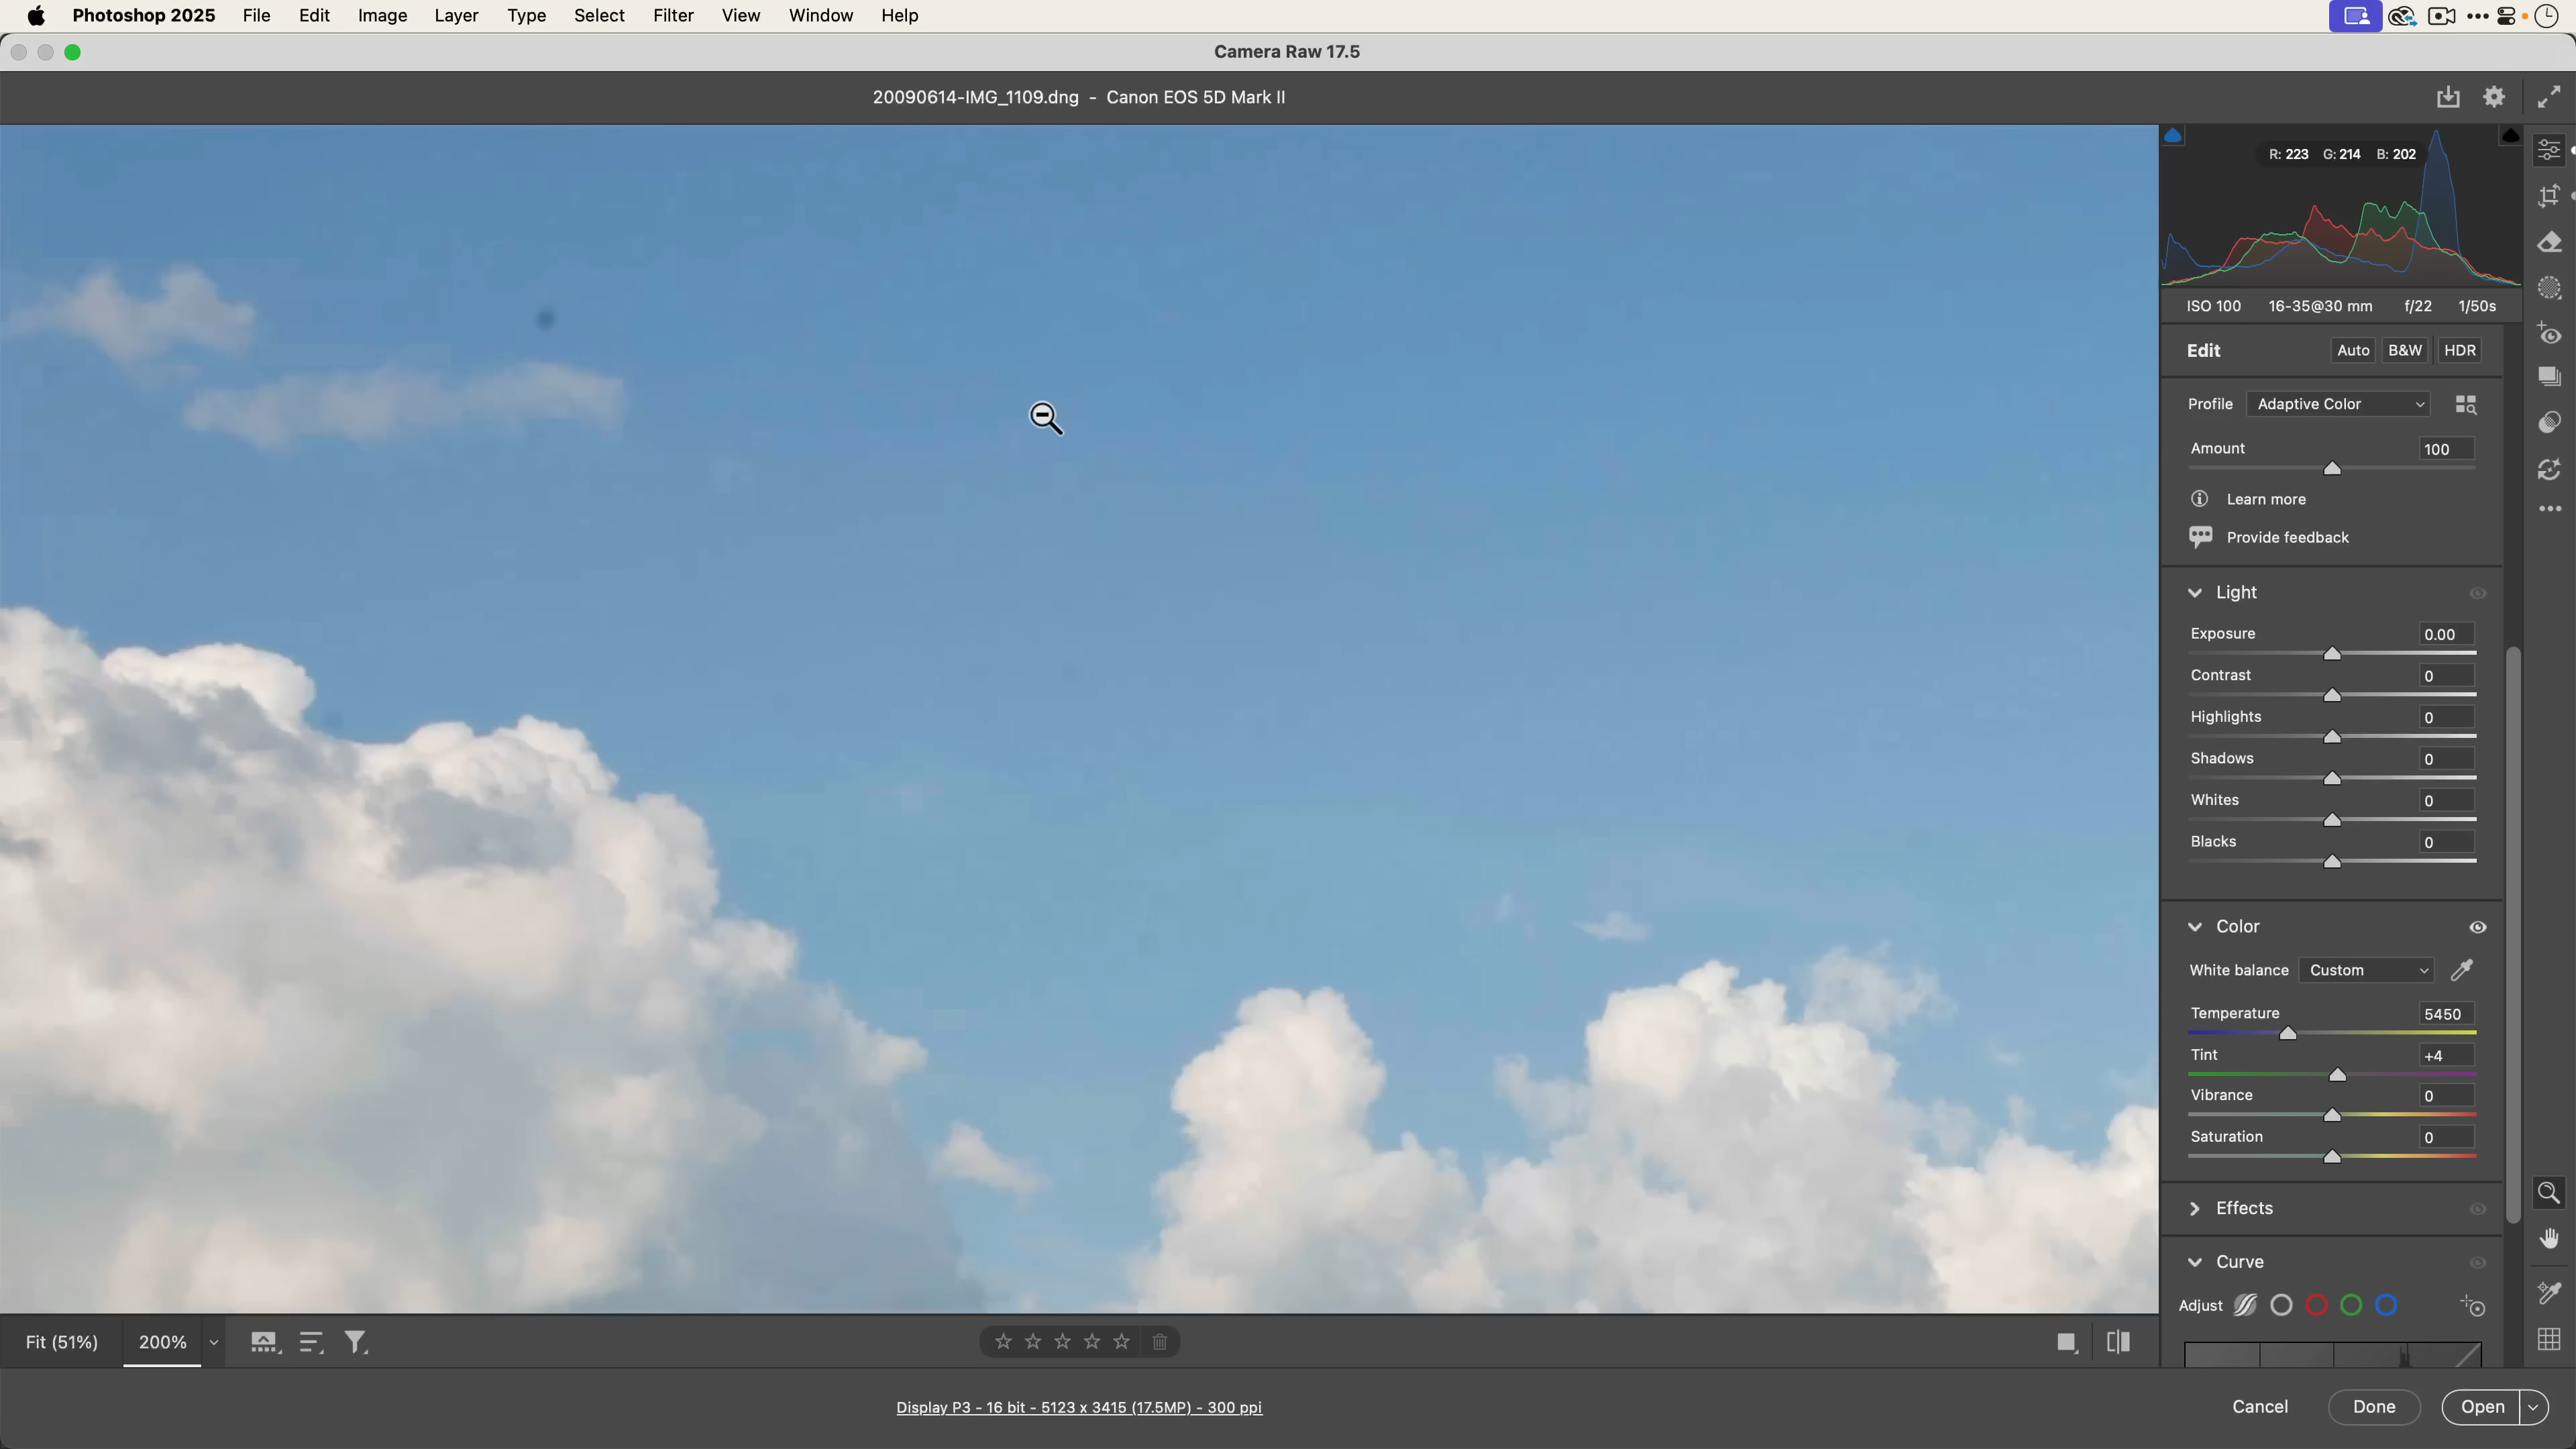 Photoshop 2025 File Edit Image Layer Type Select Filter View Window Help
Camera Raw 17.5
20090614-IMG_1109.dng - Canon EOS 5D Mark II
R: 223 G: 214 B: 202
ISO 100 16-35@30 mm f/22 1/50s
Edit Auto B&W HDR
Profile Adaptive Color
Amount 100
Learn more
Provide feedback
Light
Exposure 0.00
Contrast 0
Highlights 0
Shadows 0
Whites 0
Blacks 0
Color
White balance Custom
Temperature 5450
Tint +4
Vibrance 0
Saturation 0
Effects
Curve
Adjust
Fit (51%) 200%
Display P3 - 16 bit - 5123 x 3415 (17.5MP) - 300 ppi
Cancel Done Open